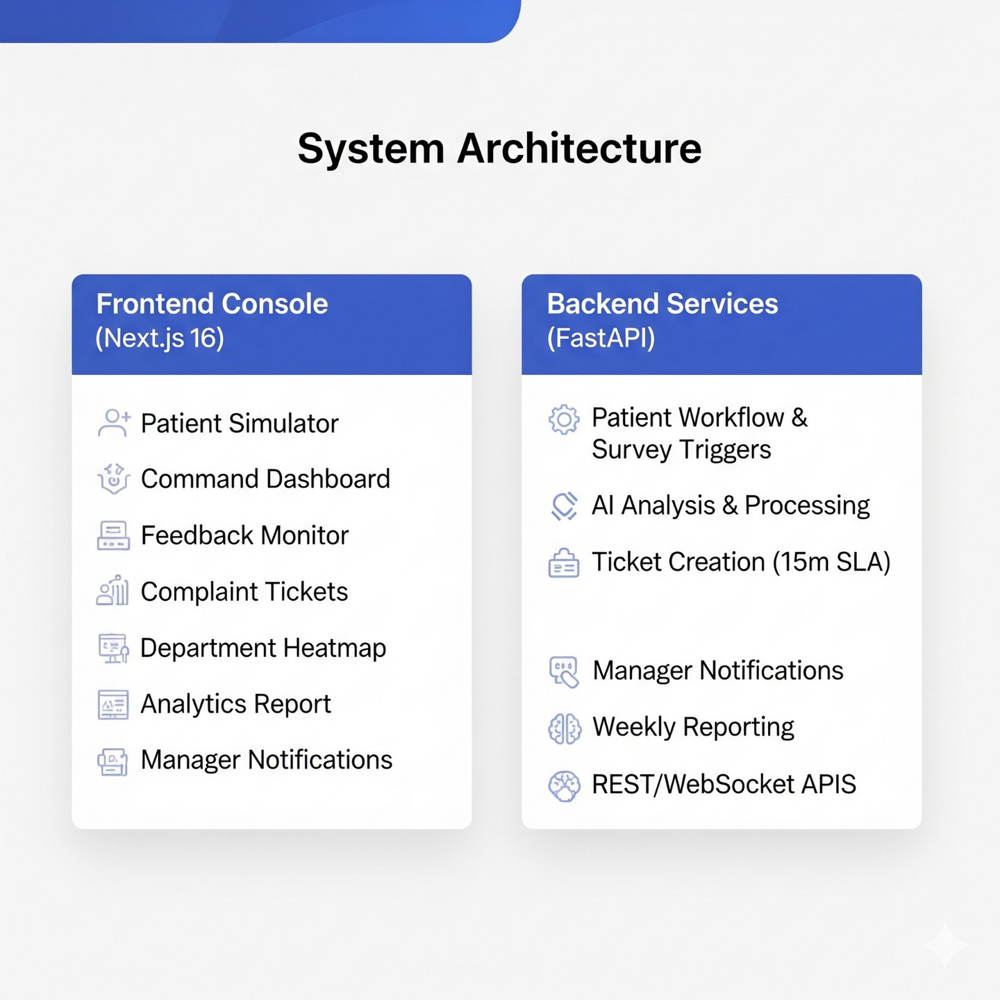 System Architecture
Frontend Console
(Next.js 16)
Patient Simulator
Command Dashboard
Feedback Monitor
Complaint Tickets
Department Heatmap
Analytics Report
Manager Notifications
Backend Services
(FastAPI)
Patient Workflow &
Survey Triggers
AI Analysis & Processing
Ticket Creation (15m SLA)
Manager Notifications
Weekly Reporting
REST/WebSocket APIS